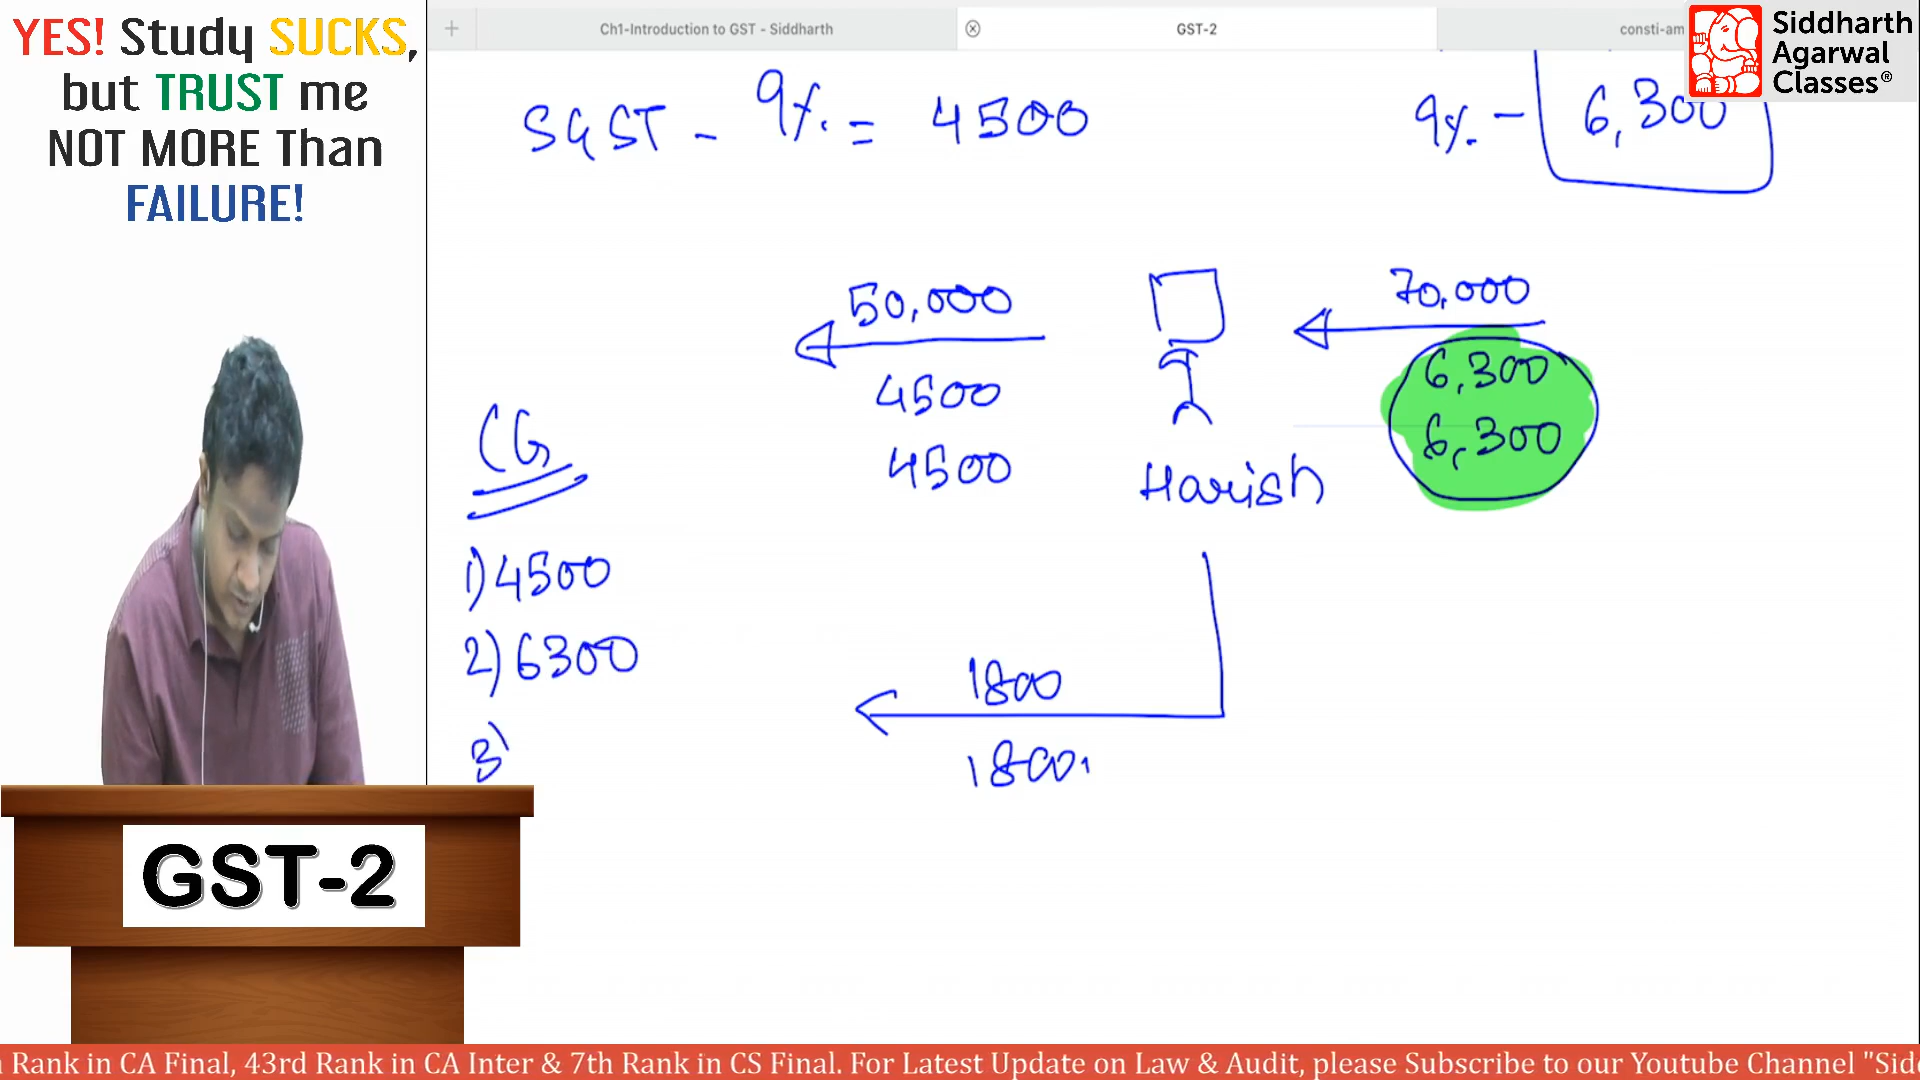 YES! Study SUCKS,
but TRUST me
NOT MORE Than
FAILURE!
Ch1-Introduction to GST - Siddharth
GST-2
consti-am
Siddharth
Agarwal
Classes®
SGST - 9%. = 4500
9%. - 6,300
50,000
4500
4500
Harish
70,000
6,300
6,300
CG
1) 4500
2) 6300
3)
1800
1800
GST-2
Rank in CA Final, 43rd Rank in CA Inter & 7th Rank in CS Final. For Latest Update on Law & Audit, please Subscribe to our Youtube Channel "Sid